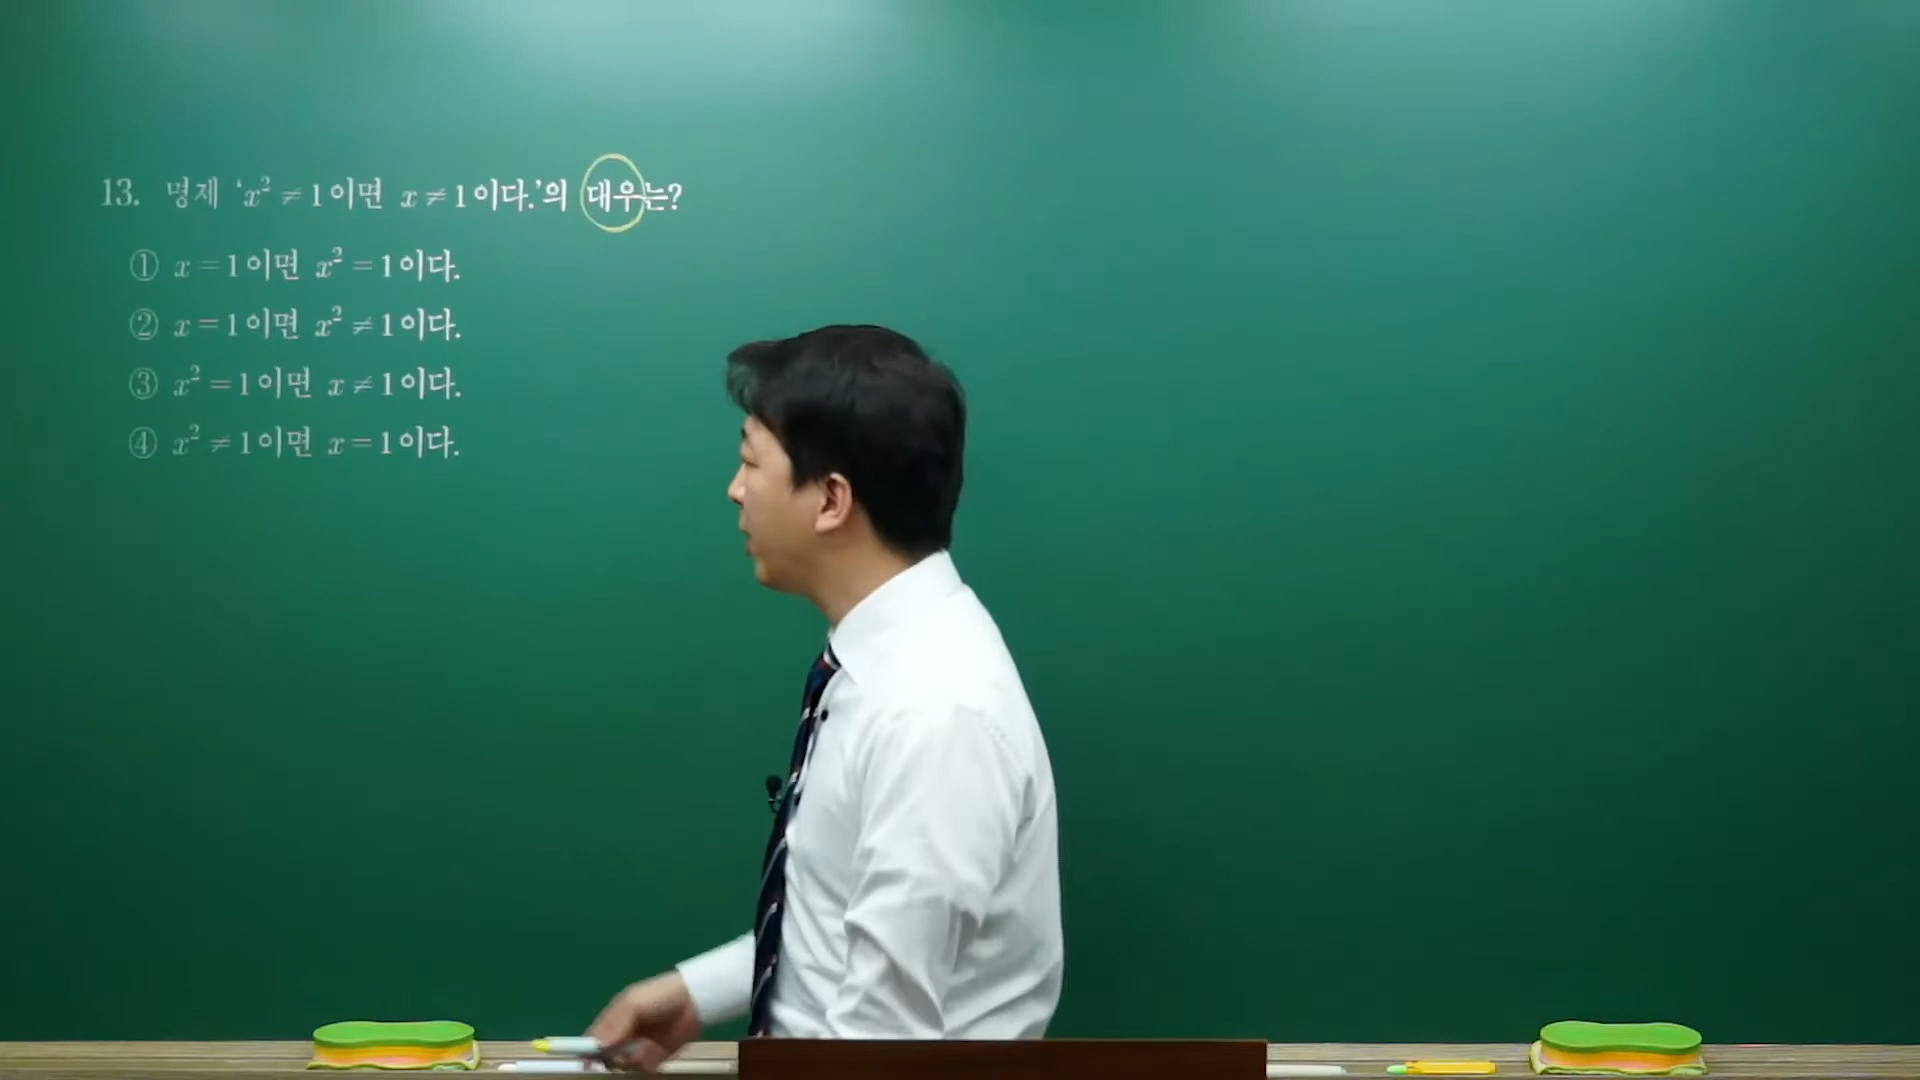 13. 명제 ‘x² ≠ 1이면 x ≠ 1이다.’의 대우는?
① x = 1이면 x² = 1이다.
② x = 1이면 x² ≠ 1이다.
③ x² = 1이면 x ≠ 1이다.
④ x² ≠ 1이면 x = 1이다.